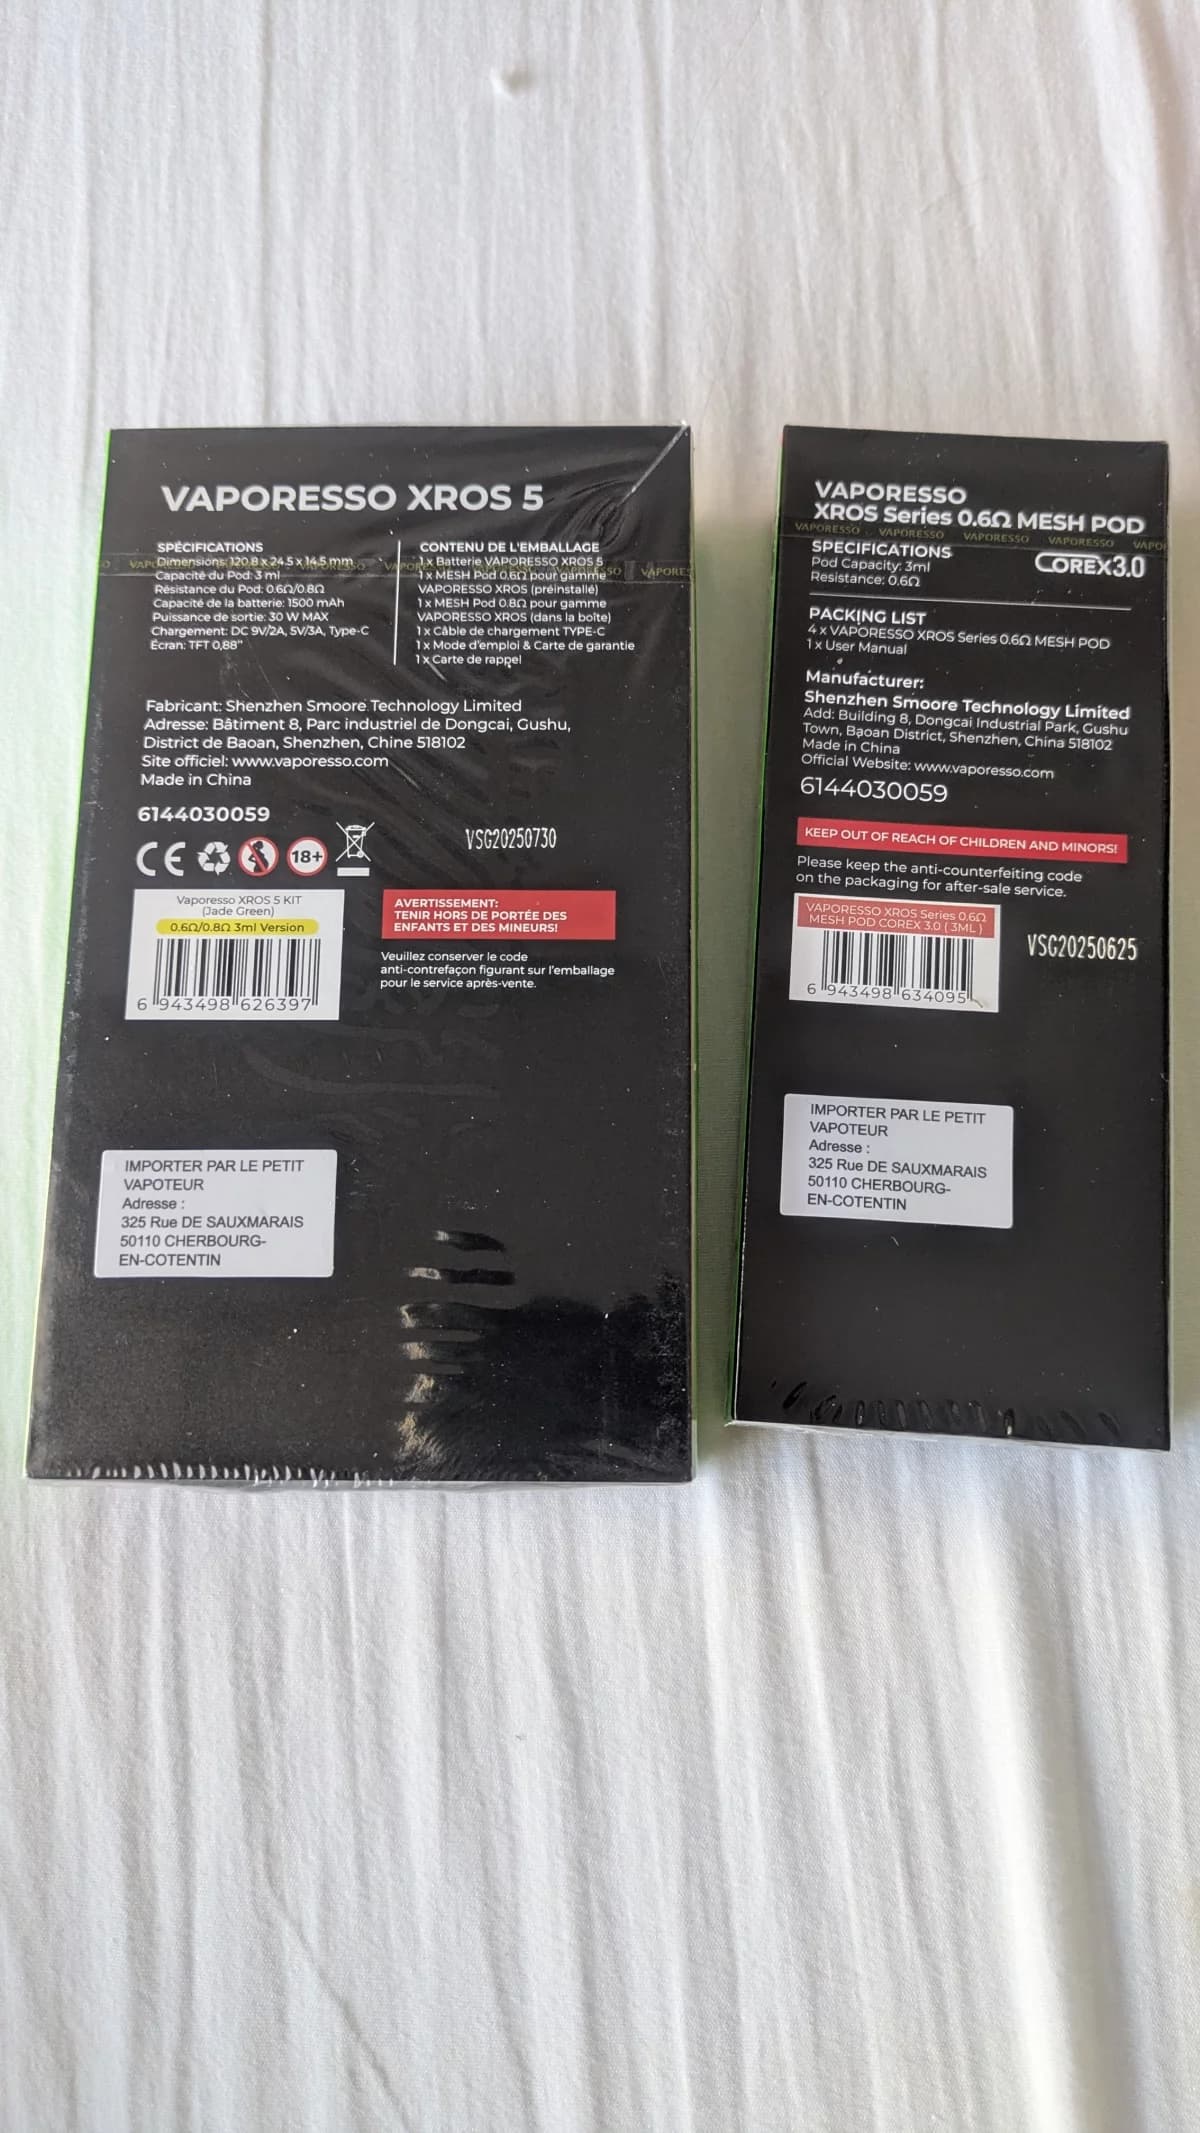 VAPORESSO XROS 5
SPÉCIFICATIONS
Dimensions: 120.8 x 24.5 x 14.5 mm
Capacité du Pod: 3 ml
Résistance du Pod: 0.6Ω/0.8Ω
Capacité de la batterie: 1500 mAh
Puissance de sortie: 30 W MAX
Chargement: DC 9V/2A, 5V/3A, Type-C
Écran: TFT 0,88"
CONTENU DE L'EMBALLAGE
1 x Batterie VAPORESSO XROS 5
1 x MESH Pod 0.6Ω pour gamme
VAPORESSO XROS (préinstallé)
1 x MESH Pod 0.8Ω pour gamme
VAPORESSO XROS (dans la boîte)
1 x Câble de chargement TYPE-C
1 x Mode d'emploi & Carte de garantie
1 x Carte de rappel
Fabricant: Shenzhen Smoore Technology Limited
Adresse: Bâtiment 8, Parc industriel de Dongcai, Gushu,
District de Baoan, Shenzhen, Chine 518102
Site officiel: www.vaporesso.com
Made in China
6144030059
CE
18+
VSG20250730
Vaporesso XROS 5 KIT
(Jade Green)
0.6Ω/0.8Ω 3ml Version
6 943498 626397
AVERTISSEMENT:
TENIR HORS DE PORTÉE DES
ENFANTS ET DES MINEURS!
Veuillez conserver le code
anti-contrefaçon figurant sur l'emballage
pour le service après-vente.
IMPORTER PAR LE PETIT
VAPOTEUR
Adresse :
325 Rue DE SAUXMARAIS
50110 CHERBOURG-
EN-COTENTIN
VAPORESSO
XROS Series 0.6Ω MESH POD
VAPORESSO VAPORESSO VAPORESSO VAPORESSO
SPECIFICATIONS
Pod Capacity: 3ml
Resistance: 0.6Ω
COREX3.0
PACKING LIST
4 x VAPORESSO XROS Series 0.6Ω MESH POD
1 x User Manual
Manufacturer:
Shenzhen Smoore Technology Limited
Add: Building 8, Dongcai Industrial Park, Gushu
Town, Baoan District, Shenzhen, China 518102
Made in China
Official Website: www.vaporesso.com
6144030059
KEEP OUT OF REACH OF CHILDREN AND MINORS!
Please keep the anti-counterfeiting code
on the packaging for after-sale service.
VAPORESSO XROS Series 0.6Ω
MESH POD COREX 3.0 ( 3ML )
6 943498 634095
VSG20250625
IMPORTER PAR LE PETIT
VAPOTEUR
Adresse :
325 Rue DE SAUXMARAIS
50110 CHERBOURG-
EN-COTENTIN